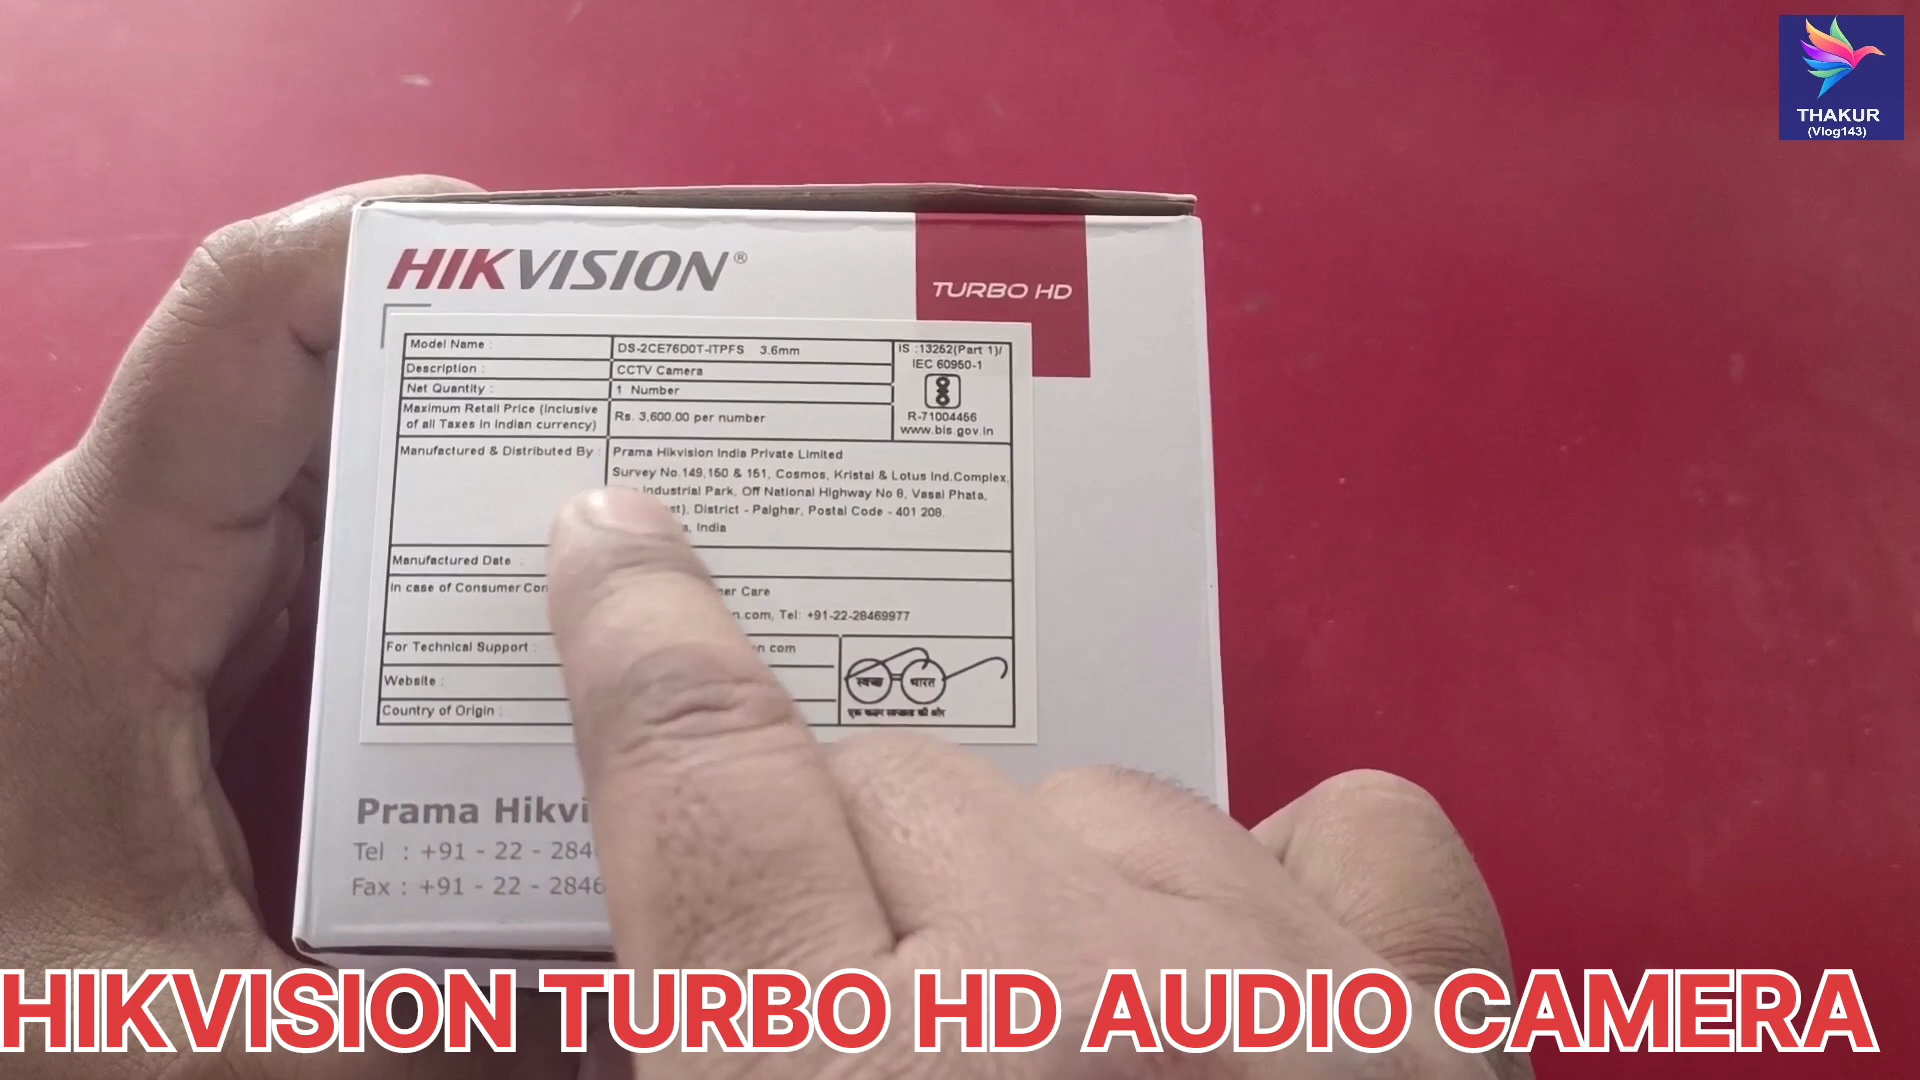 THAKUR
(Vlog143)
HIKVISION®
TURBO HD
Model Name :
DS-2CE76D0T-ITPFS 3.6mm
IS :13252(Part 1)/
IEC 60950-1
R-71004456
www.bis.gov.in
Description :
CCTV Camera
Net Quantity :
1 Number
Maximum Retail Price (Inclusive
of all Taxes in Indian currency)
Rs. 3,600.00 per number
Manufactured & Distributed By :
Prama Hikvision India Private Limited
Survey No.149,150 & 151, Cosmos, Kristal & Lotus Ind.Complex,
Industrial Park, Off National Highway No 8, Vasai Phata,
District - Palghar, Postal Code - 401 208.
India
Manufactured Date :
In case of Consumer
Care
Tel: +91-22-28469977
For Technical Support :
com
Website :
Country of Origin :
स्वच्छ भारत
एक कदम स्वच्छता की ओर
Prama
Tel : +91 - 22 -
Fax : +91 - 22 -
HIKVISION TURBO HD AUDIO CAMERA